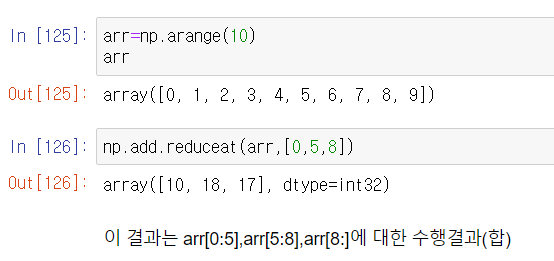 In [125]: arr=np.arange(10)
arr
Out[125]: array([0, 1, 2, 3, 4, 5, 6, 7, 8, 9])
In [126]: np.add.reduceat(arr,[0,5,8])
Out[126]: array([10, 18, 17], dtype=int32)
이 결과는 arr[0:5],arr[5:8],arr[8:]에 대한 수행결과(합)